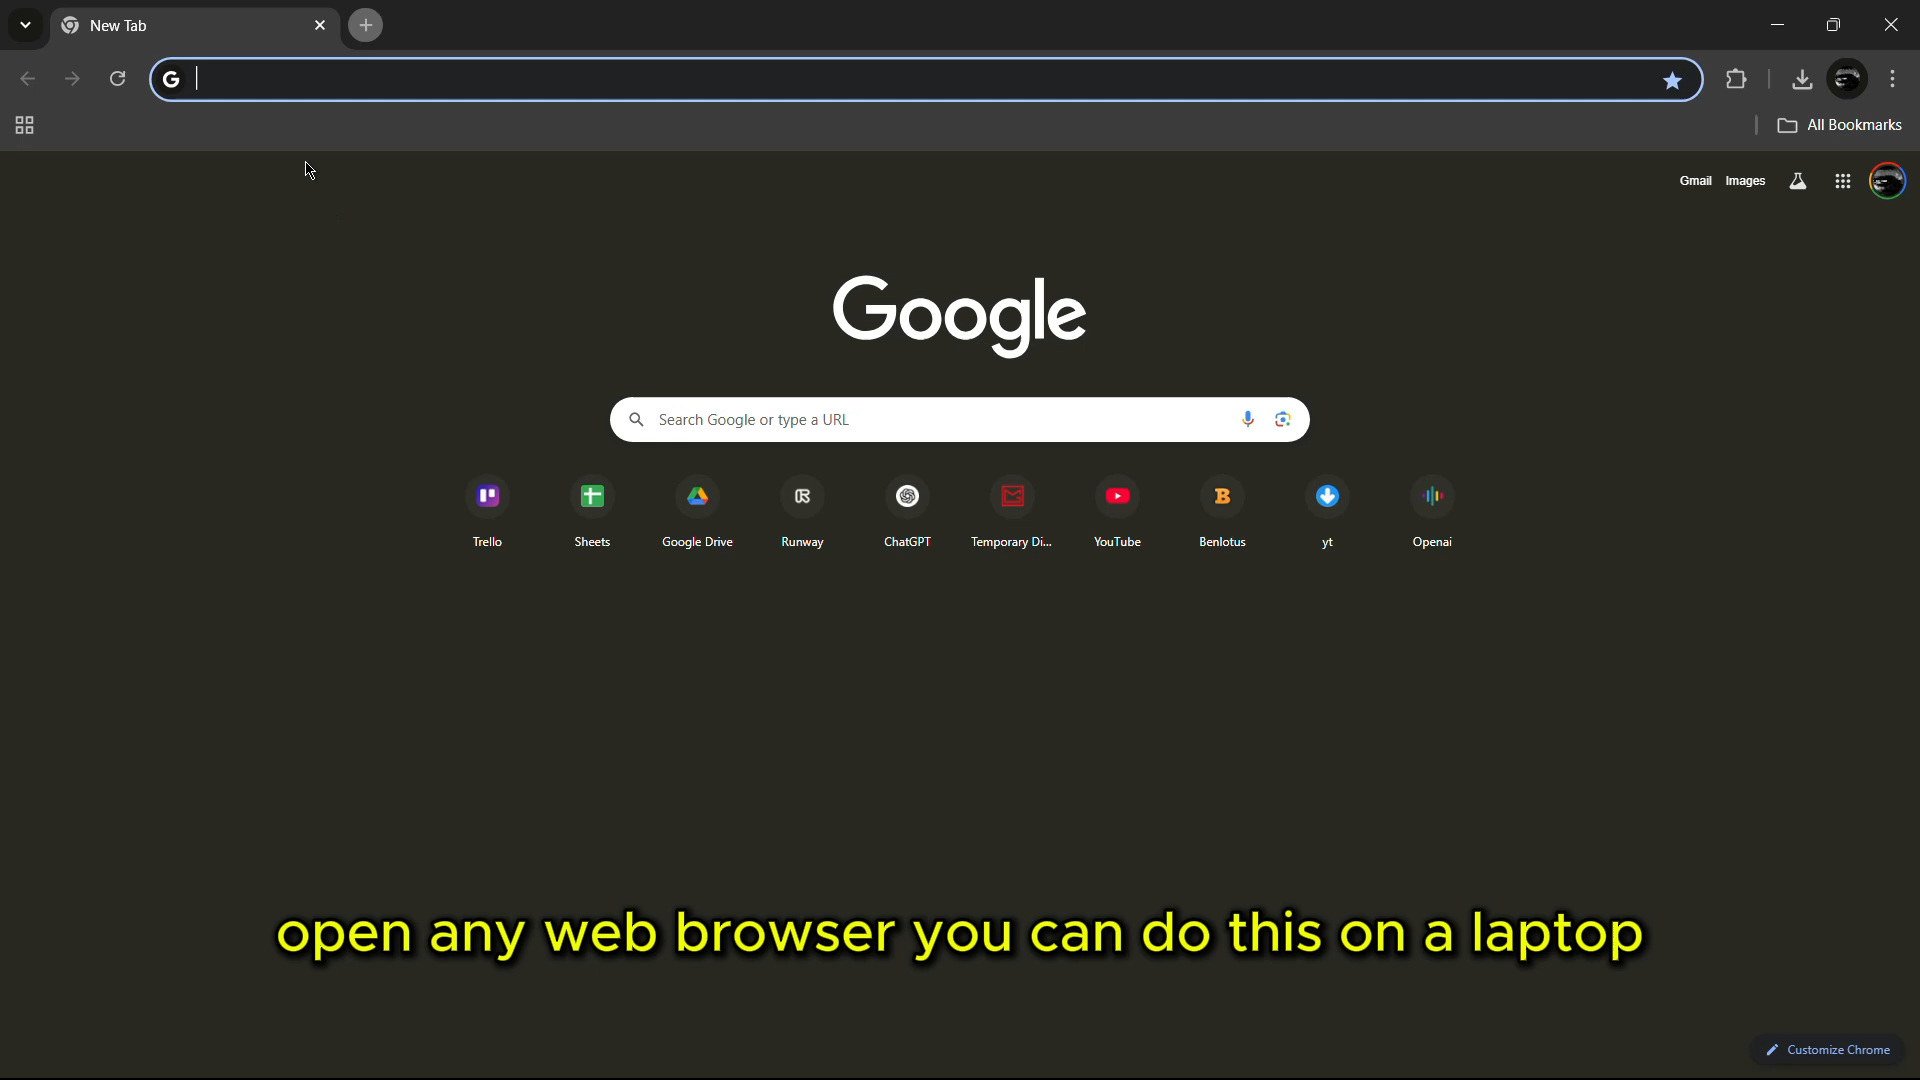 New Tab
All Bookmarks
Gmail Images
Google
Search Google or type a URL
Trello Sheets Google Drive Runway ChatGPT Temporary Di... YouTube Benlotus yt Openai
open any web browser you can do this on a laptop
Customize Chrome